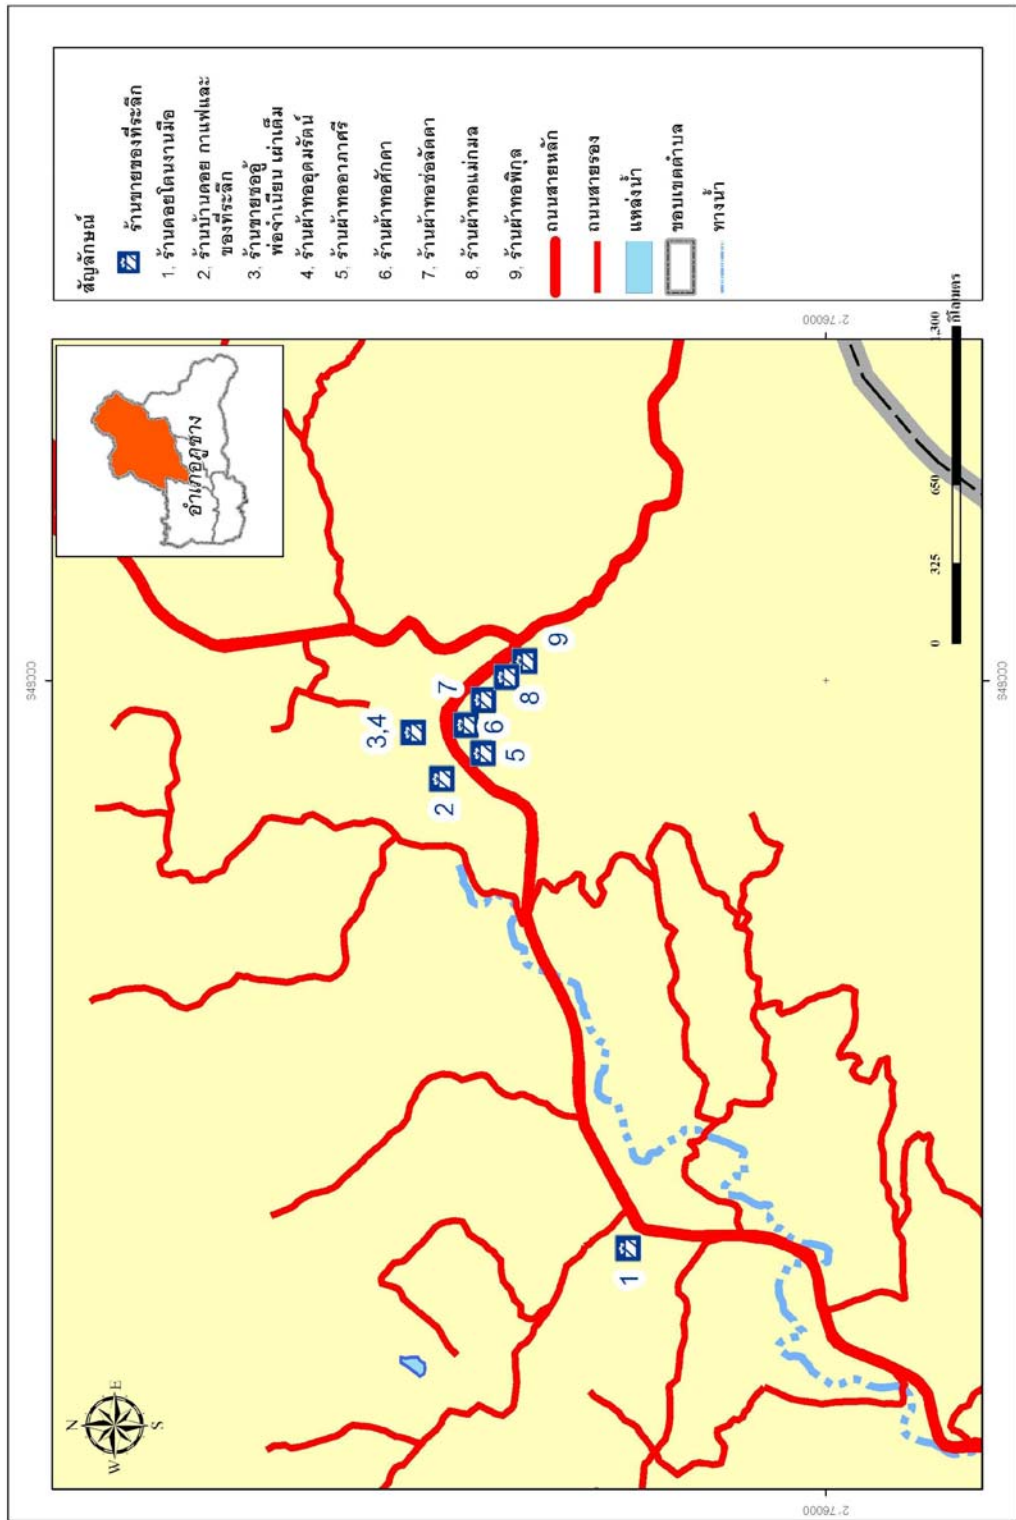 สัญลักษณ์
ร้านขายของที่ระลึก
1. ร้านดอยโตนงานมือ
2. ร้านบ้านดอย กาแฟและ
ของที่ระลึก
3. ร้านขายซออู้
พ่อจำเนียน เผ่าเต็ม
4. ร้านผ้าทออุดมรัตน์
5. ร้านผ้าทออาภาศรี
6. ร้านผ้าทอศักดา
7. ร้านผ้าทอช่อลัดดา
8. ร้านผ้าทอแม่กมล
9. ร้านผ้าทอพิกุล
ถนนสายหลัก
ถนนสายรอง
แหล่งน้ำ
ขอบเขตตำบล
ทางน้ำ
อำเภอภูซาง
N
W
E
S
1
2
3,4
5
6
7
8
9
0
325
650
1,300
กิโลเมตร